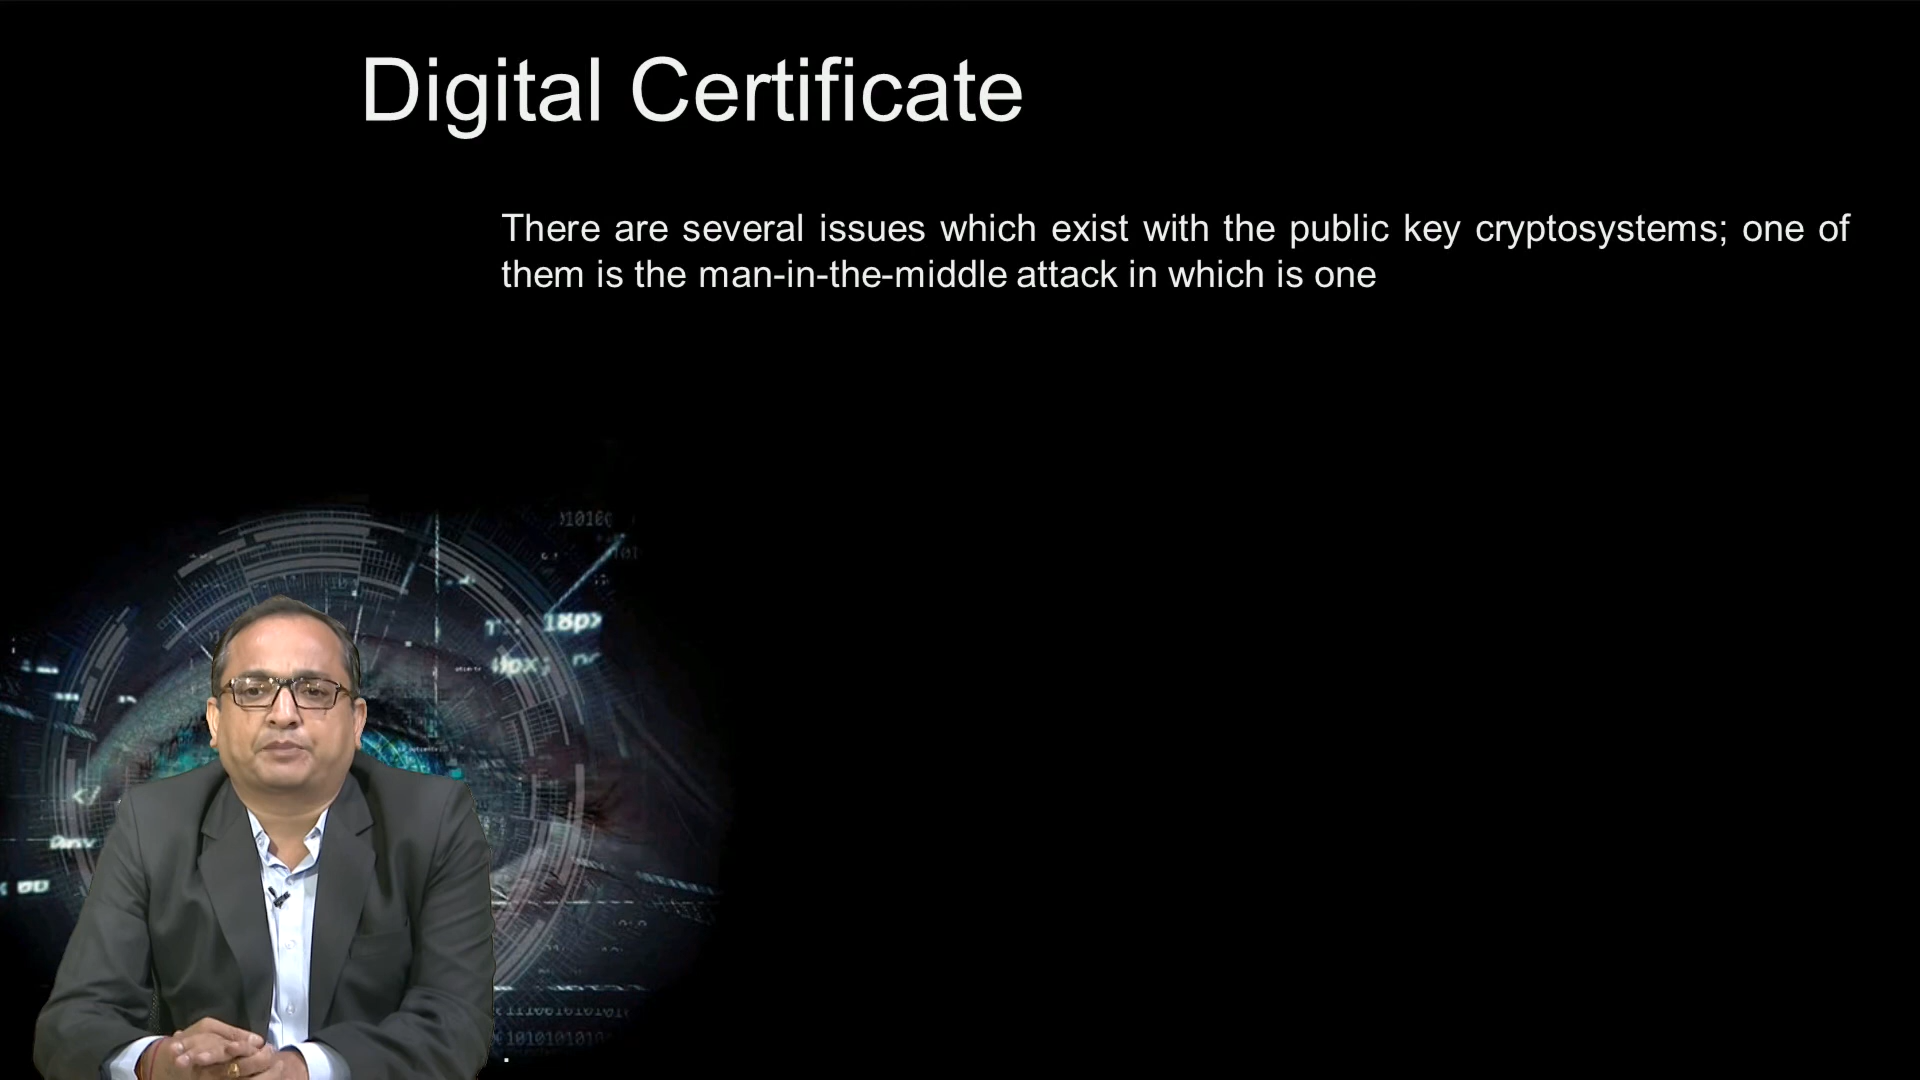 Digital Certificate
There are several issues which exist with the public key cryptosystems; one of
them is the man-in-the-middle attack in which is one
18px